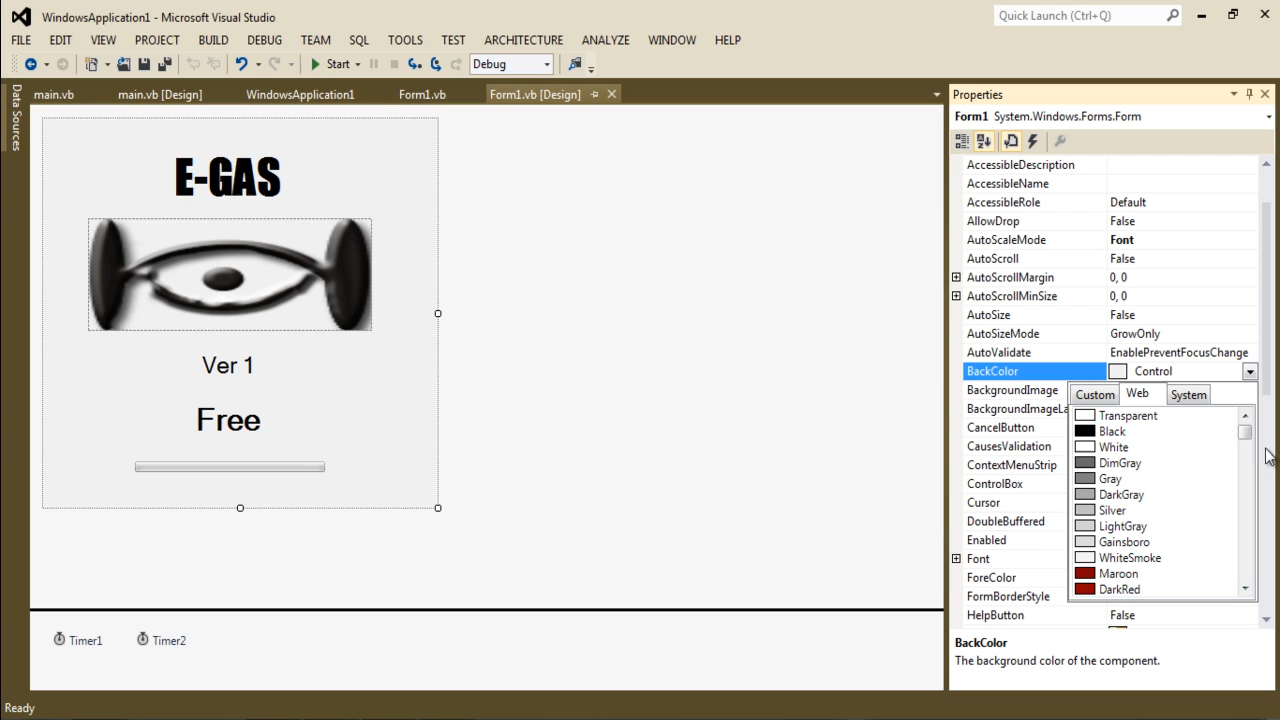 WindowsApplication1 - Microsoft Visual Studio
Quick Launch (Ctrl+Q)
FILE EDIT VIEW PROJECT BUILD DEBUG TEAM SQL TOOLS TEST ARCHITECTURE ANALYZE WINDOW HELP
Start Debug
Data Sources
main.vb main.vb [Design] WindowsApplication1 Form1.vb Form1.vb [Design]
E-GAS
Ver 1
Free
Timer1 Timer2
Properties
Form1 System.Windows.Forms.Form
AccessibleDescription
AccessibleName
AccessibleRole Default
AllowDrop False
AutoScaleMode Font
AutoScroll False
AutoScrollMargin 0, 0
AutoScrollMinSize 0, 0
AutoSize False
AutoSizeMode GrowOnly
AutoValidate EnablePreventFocusChange
BackColor Control
BackgroundImage
BackgroundImageLa
CancelButton
CausesValidation
ContextMenuStrip
ControlBox
Cursor
DoubleBuffered
Enabled
Font
ForeColor
FormBorderStyle
HelpButton False
Custom Web System
Transparent
Black
White
DimGray
Gray
DarkGray
Silver
LightGray
Gainsboro
WhiteSmoke
Maroon
DarkRed
BackColor
The background color of the component.
Ready